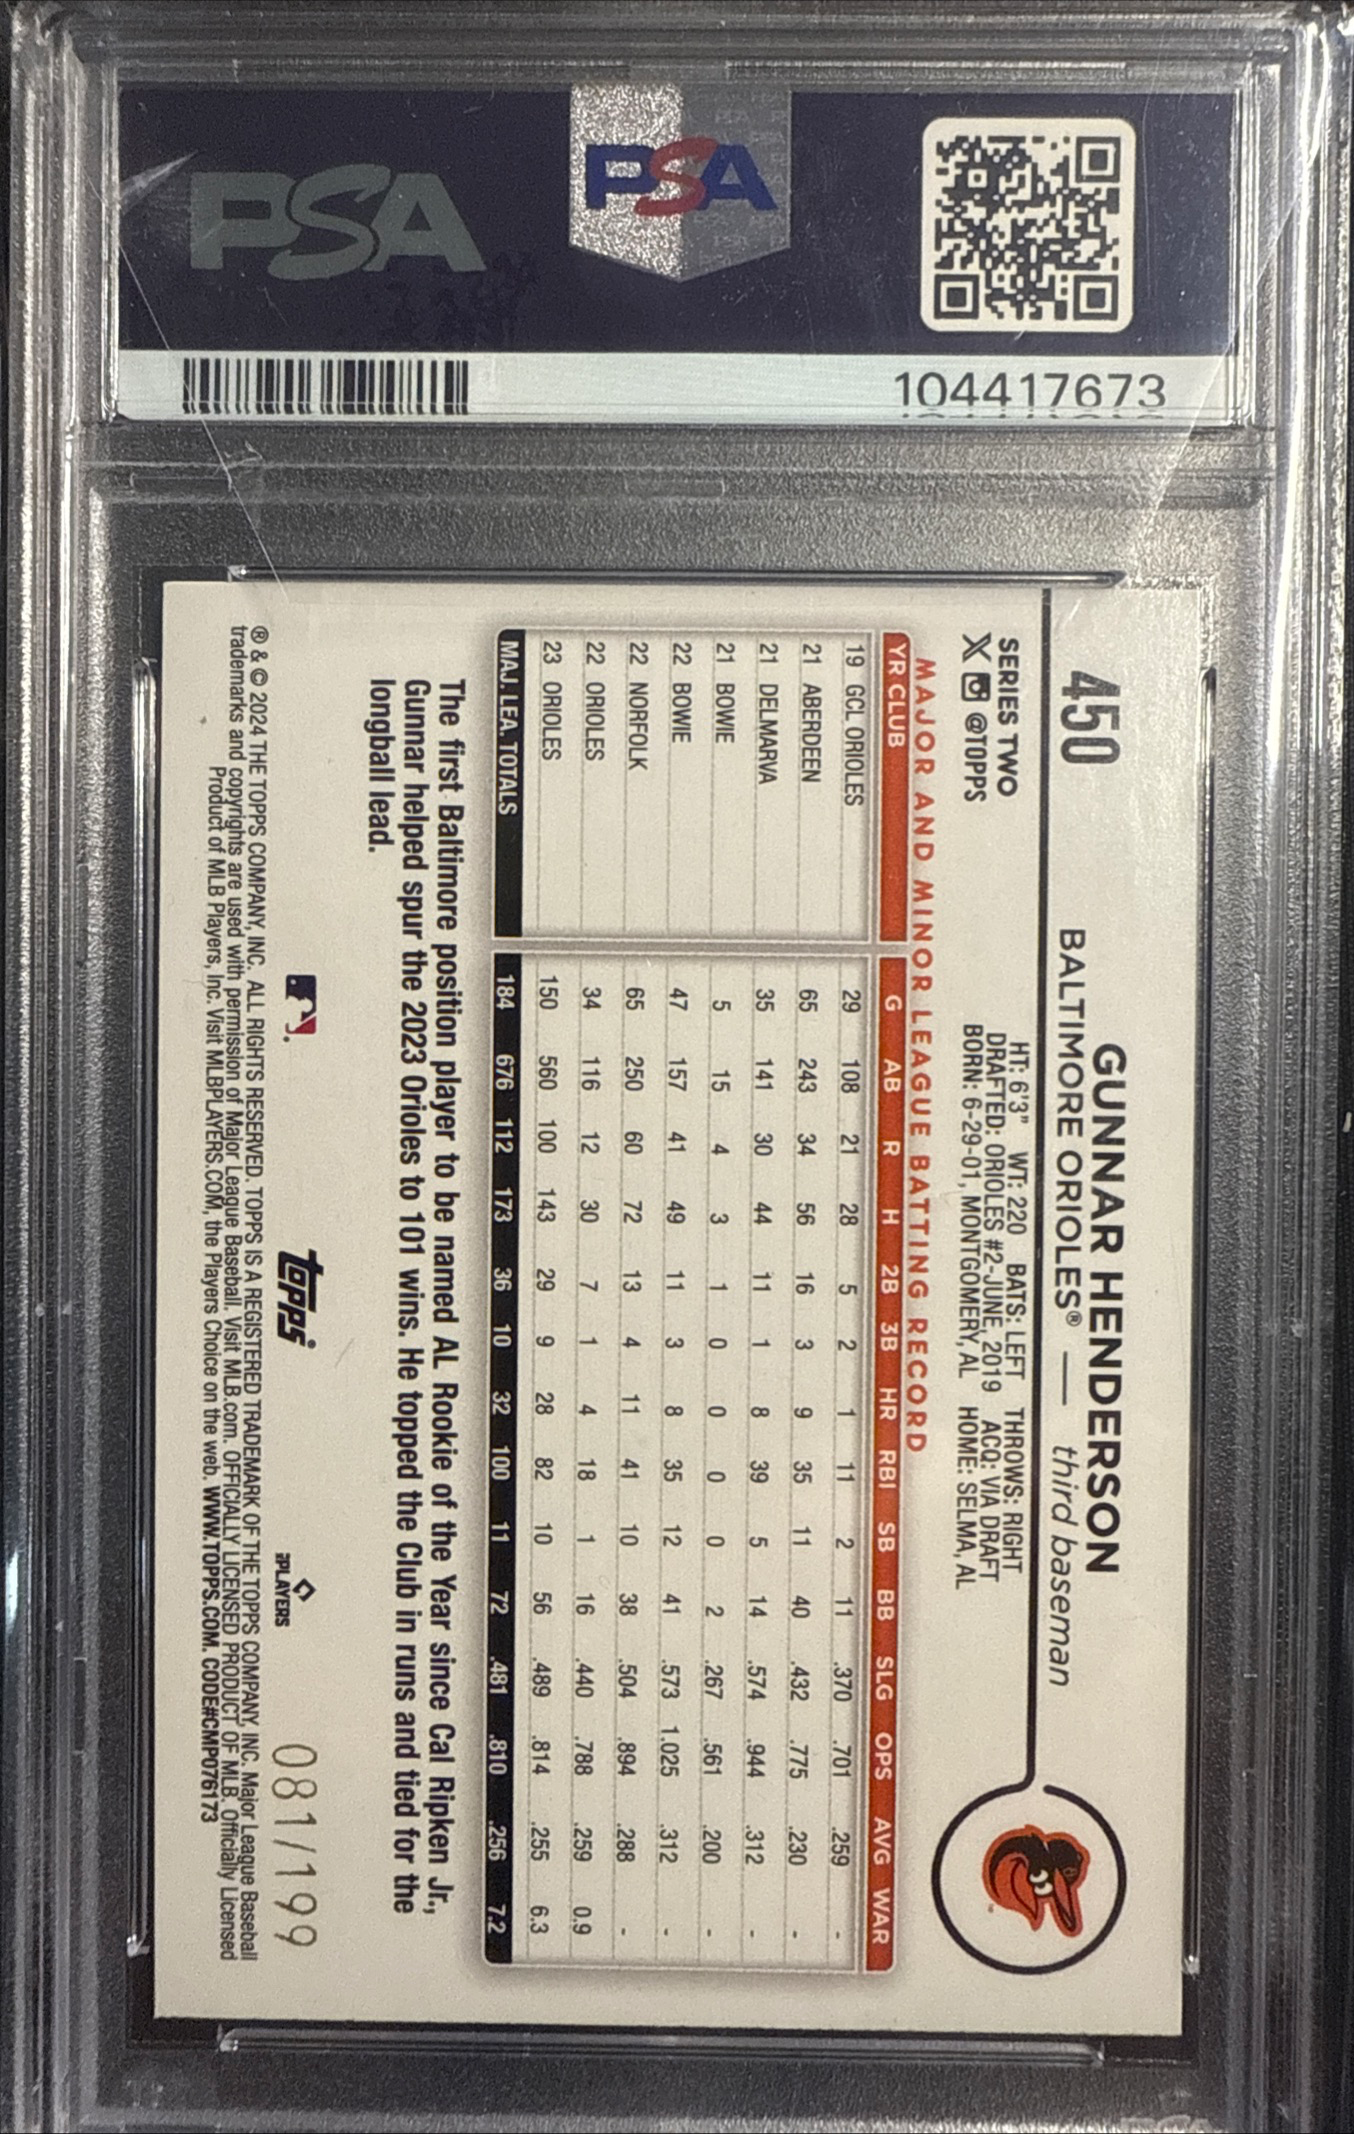 PSA
PSA
104417673
450
GUNNAR HENDERSON
BALTIMORE ORIOLES® — third baseman
SERIES TWO
X @TOPPS
HT: 6'3" WT: 220 BATS: LEFT THROWS: RIGHT
DRAFTED: ORIOLES #2-JUNE, 2019 ACQ: VIA DRAFT
BORN: 6-29-01, MONTGOMERY, AL HOME: SELMA, AL
MAJOR AND MINOR LEAGUE BATTING RECORD
YR CLUB G AB R H 2B 3B HR RBI SB BB SLG OPS AVG WAR
19 GCL ORIOLES 29 108 21 28 5 2 1 11 2 11 .370 .701 .259 -
21 ABERDEEN 65 243 34 56 16 3 9 35 11 40 .432 .775 .230 -
21 DELMARVA 35 141 30 44 11 1 8 39 5 14 .574 .944 .312 -
21 BOWIE 5 15 4 3 1 0 0 0 0 2 .267 .561 .200 -
22 BOWIE 47 157 41 49 11 3 8 35 12 41 .573 1.025 .312 -
22 NORFOLK 65 250 60 72 13 4 11 41 10 38 .504 .894 .288 -
22 ORIOLES 34 116 12 30 7 1 4 18 1 16 .440 .788 .259 0.9
23 ORIOLES 150 560 100 143 29 9 28 82 10 56 .489 .814 .255 6.3
MAJ. LEA. TOTALS 184 676 112 173 36 10 32 100 11 72 .481 .810 .256 7.2
The first Baltimore position player to be named AL Rookie of the Year since Cal Ripken Jr.,
Gunnar helped spur the 2023 Orioles to 101 wins. He topped the Club in runs and tied for the
longball lead.
topps
PLAYERS
081/199
® & © 2024 THE TOPPS COMPANY, INC. ALL RIGHTS RESERVED. TOPPS IS A REGISTERED TRADEMARK OF THE TOPPS COMPANY, INC. Major League Baseball
trademarks and copyrights are used with permission of Major League Baseball. Visit MLB.com. OFFICIALLY LICENSED PRODUCT OF MLB. Officially Licensed
Product of MLB Players, Inc. Visit MLBPLAYERS.COM, the Players Choice on the web. WWW.TOPPS.COM. CODE#CMP076173